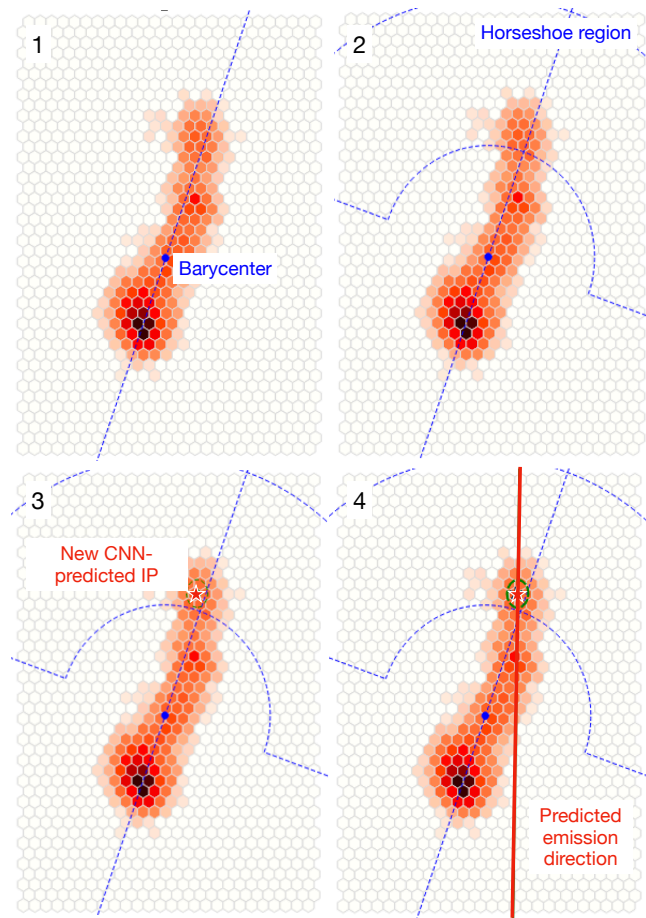 1
Barycenter
2
Horseshoe region
3
New CNN-
predicted IP
4
Predicted
emission
direction